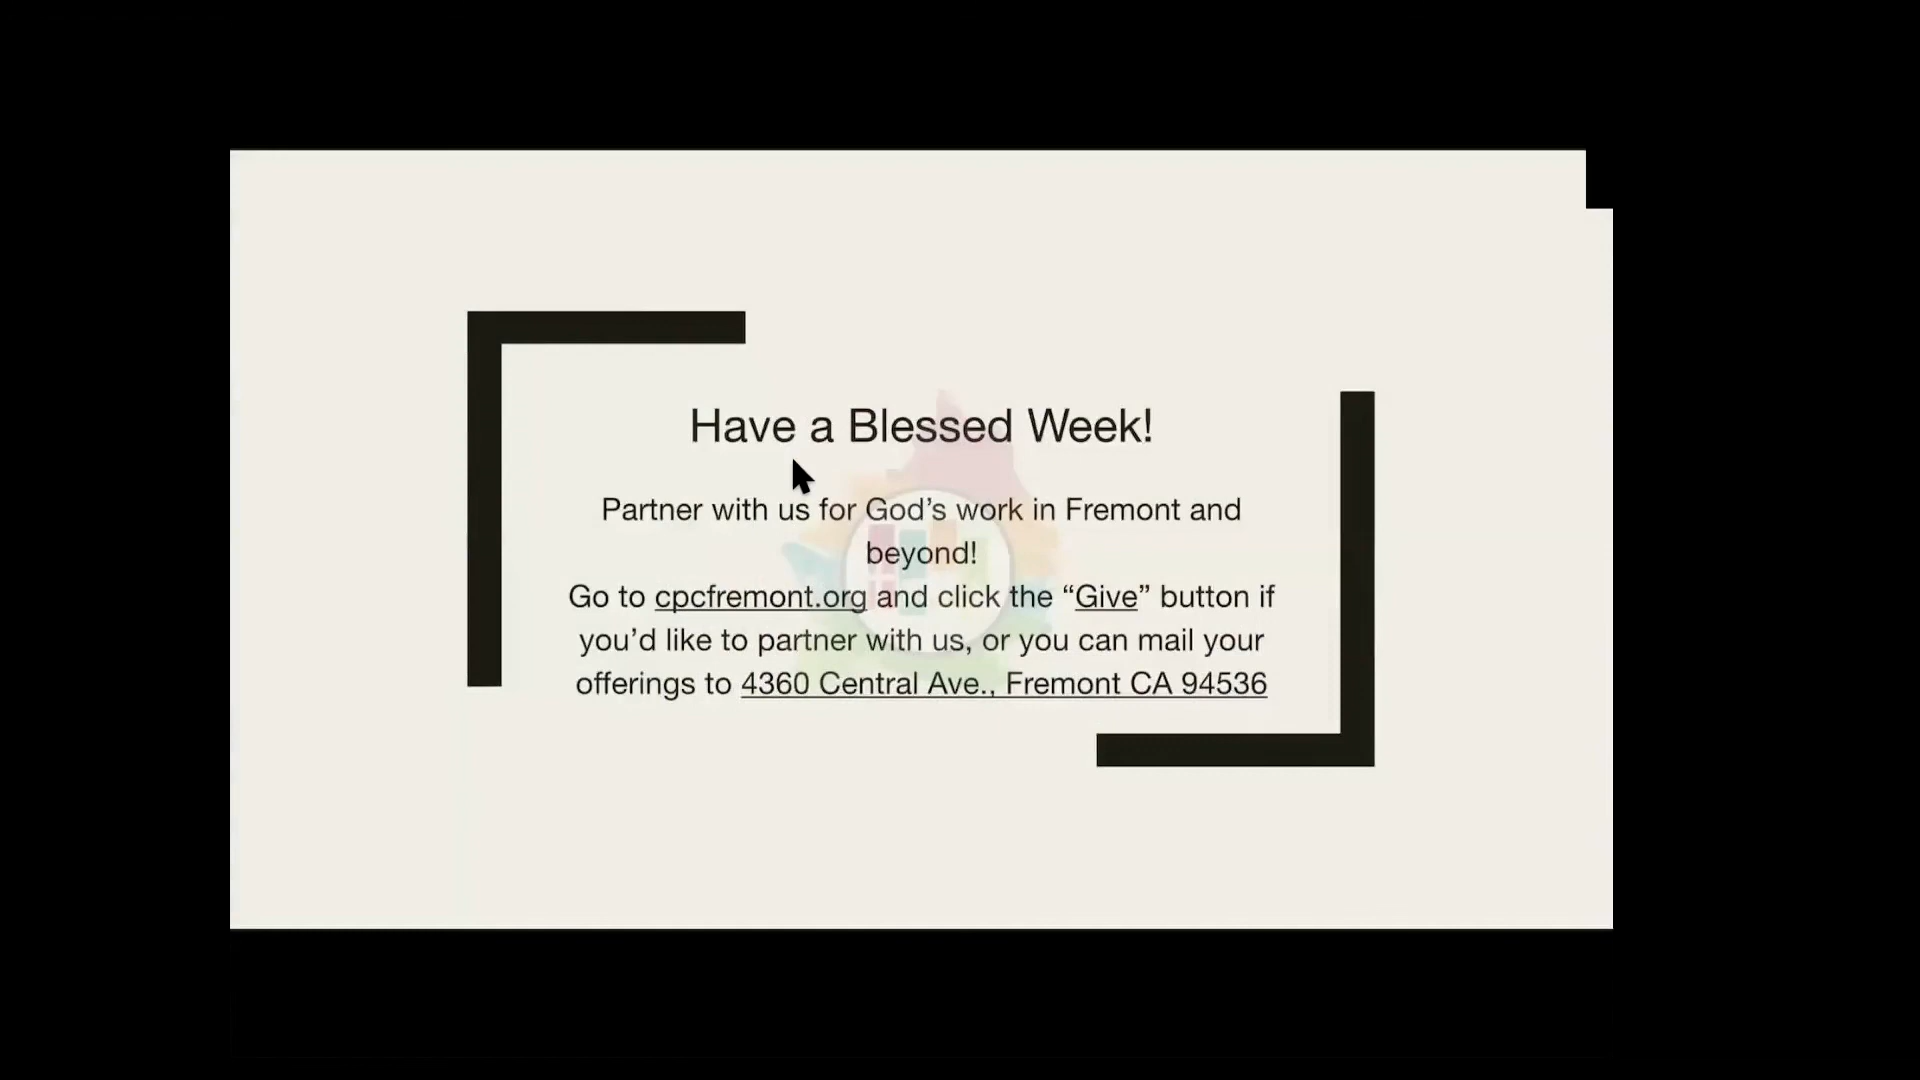 Have a Blessed Week!
Partner with us for God’s work in Fremont and
beyond!
Go to cpcfremont.org and click the “Give” button if
you’d like to partner with us, or you can mail your
offerings to 4360 Central Ave., Fremont CA 94536